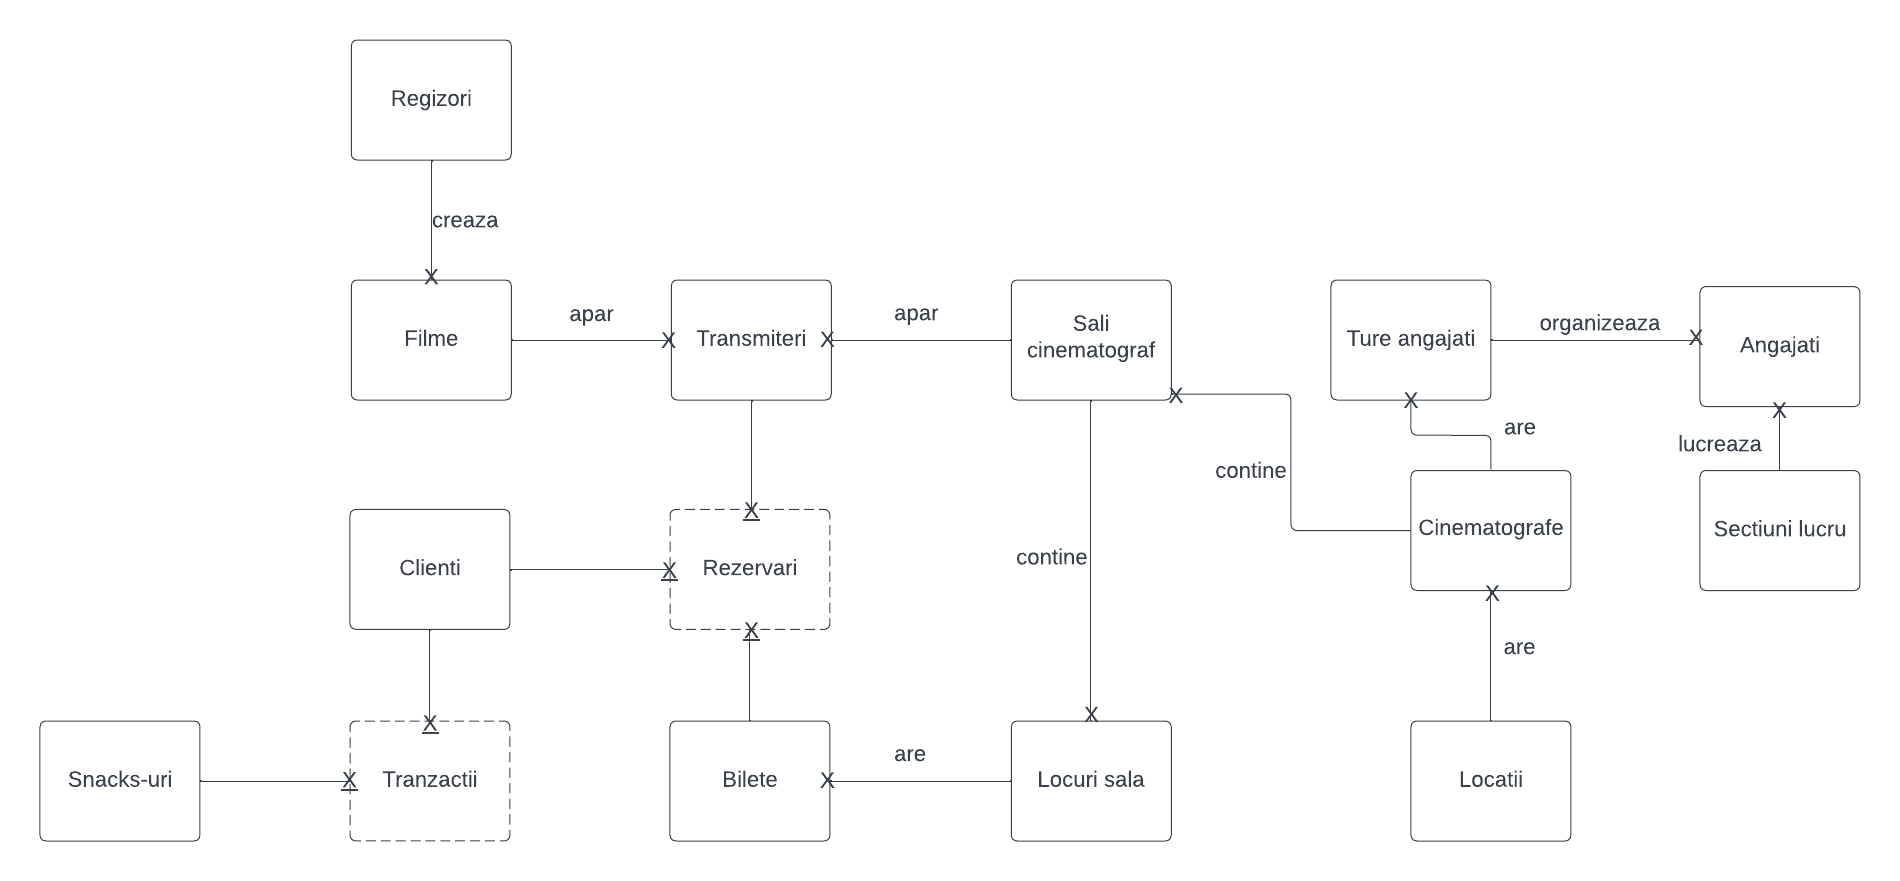 Regizori
creaza
X
Filme
apar
X
Transmiteri
X
apar
Sali
cinematograf
X
Ture angajati
X
organizeaza
X
Angajati
X
are
lucreaza
contine
Cinematografe
X
Sectiuni lucru
X
Clienti
X
Rezervari
X
contine
are
X
X
Snacks-uri
X
Tranzactii
Bilete
X
are
Locuri sala
Locatii